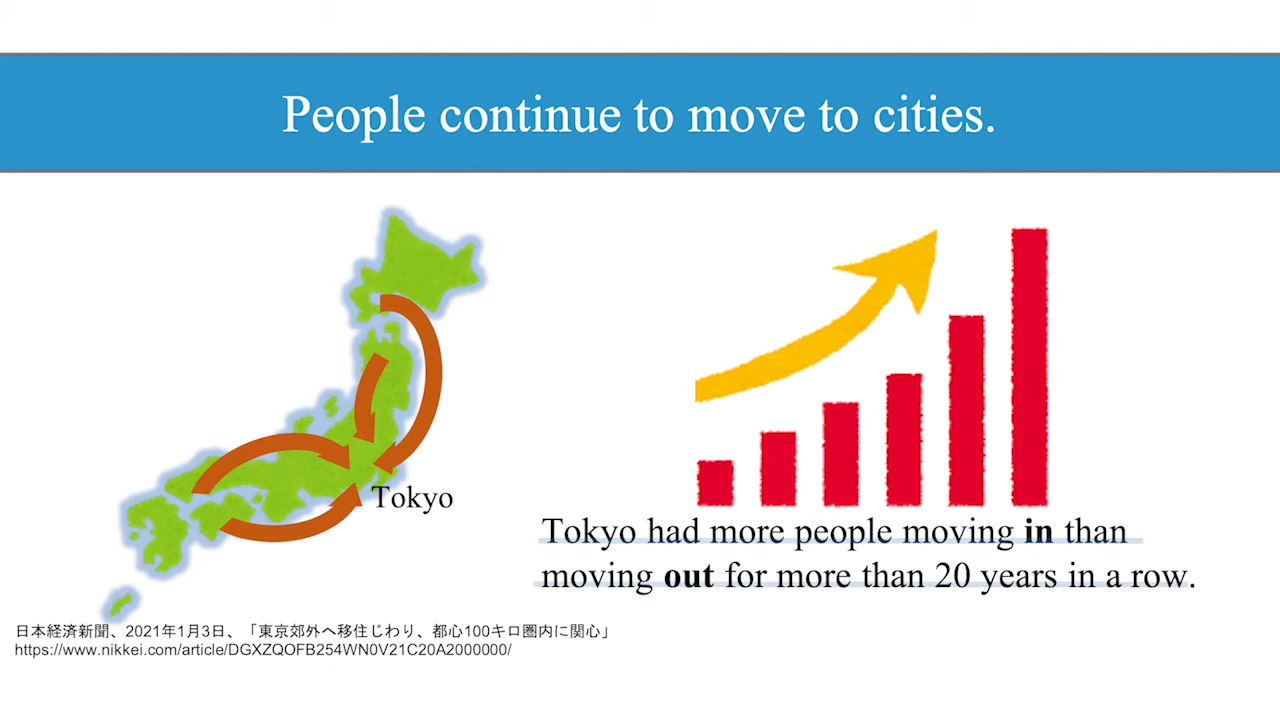 People continue to move to cities.
Tokyo
Tokyo had more people moving in than
moving out for more than 20 years in a row.
日本経済新聞、2021年1月3日、「東京郊外へ移住じわり、都心100キロ圏内に関心」
https://www.nikkei.com/article/DGXZQOFB254WN0V21C20A2000000/